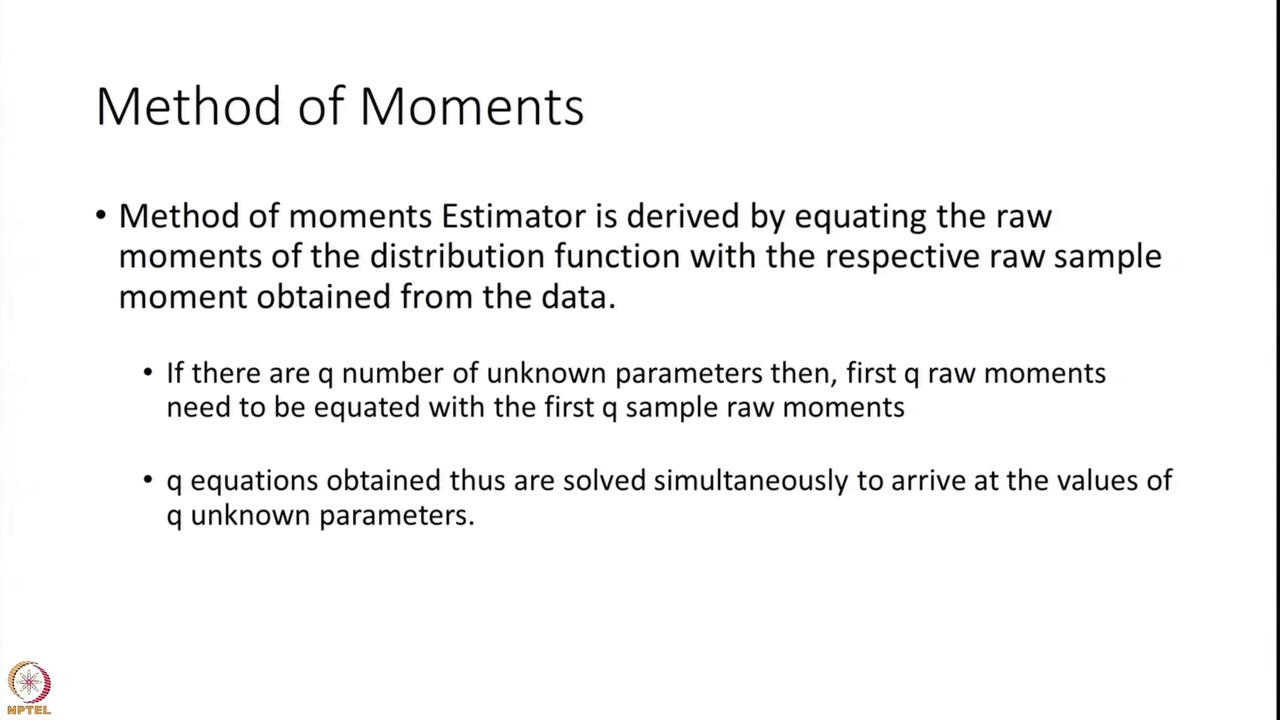 Method of Moments
• Method of moments Estimator is derived by equating the raw
moments of the distribution function with the respective raw sample
moment obtained from the data.
• If there are q number of unknown parameters then, first q raw moments
need to be equated with the first q sample raw moments
• q equations obtained thus are solved simultaneously to arrive at the values of
q unknown parameters.
NPTEL